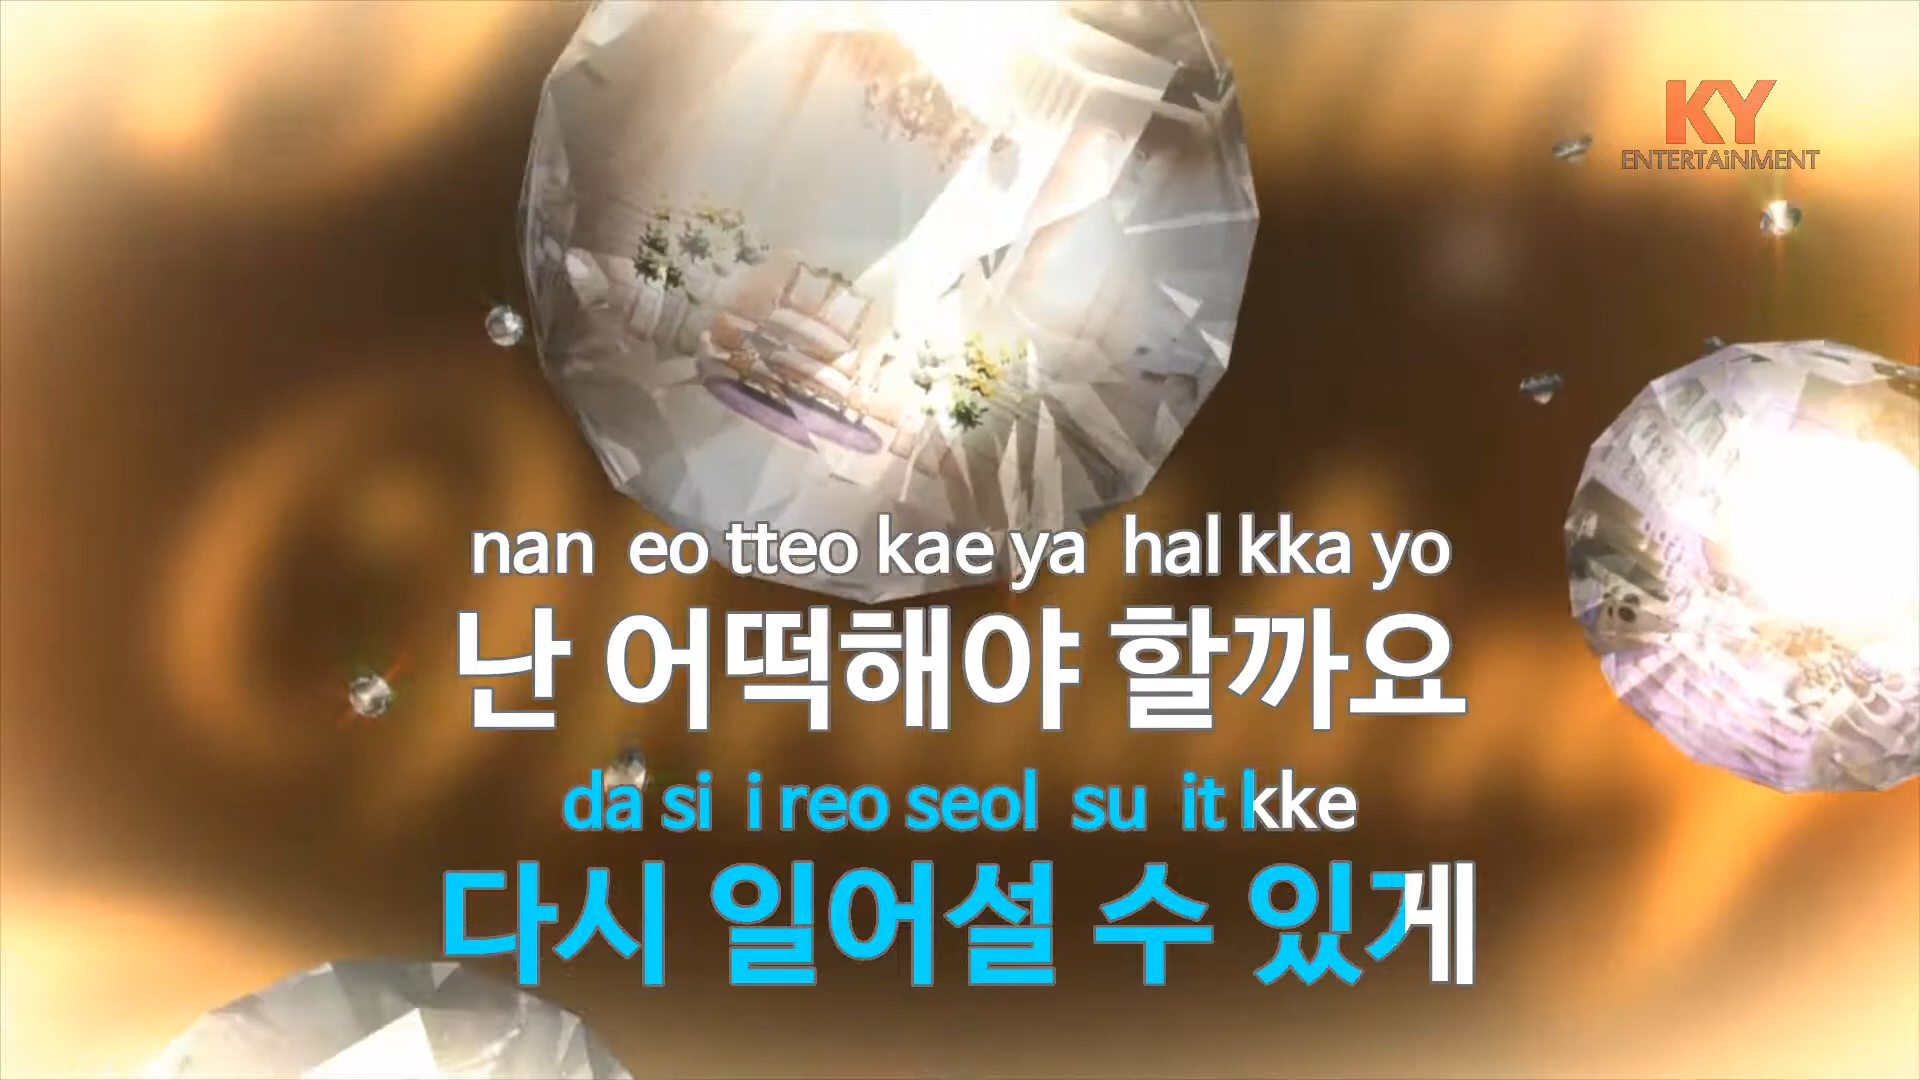 KY
ENTERTAiNMENT
nan eo tteo kae ya hal kka yo
난 어떡해야 할까요
da si i reo seol su it kke
다시 일어설 수 있게